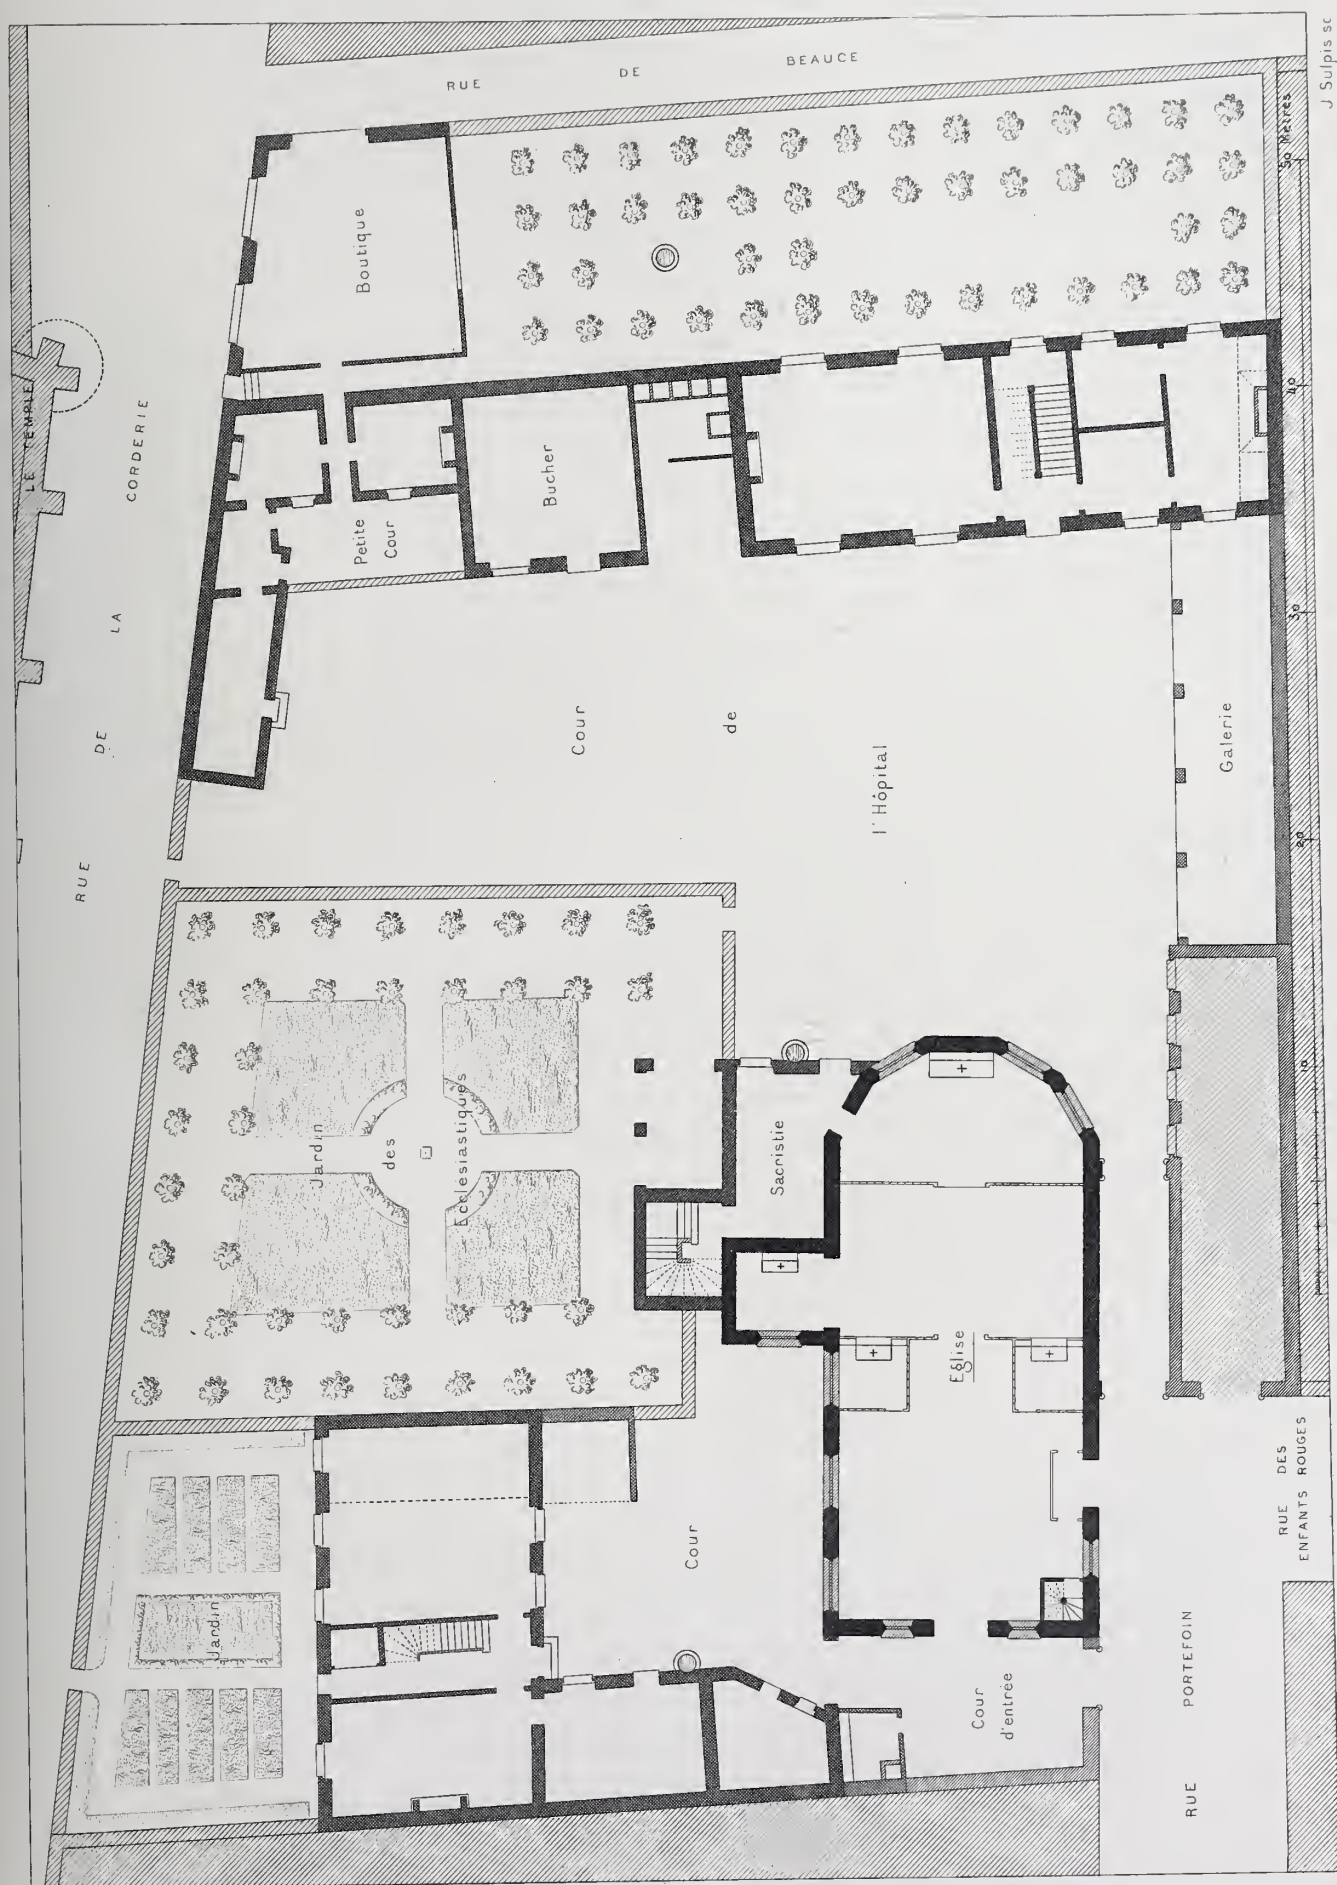 LE TEMPLE
RUE DE LA CORDERIE
RUE DE BEAUCE
Boutique
Petite
Cour
Bucher
Cour
de
l'Hôpital
Galerie
Jardin
des
Ecclesiastiques
Sacristie
Eglise
Jardin
Cour
Cour
d'entrée
RUE PORTEFOIN
RUE DES
ENFANTS ROUGES
10 20 30 40 50 Mètres
J Sulpis sc